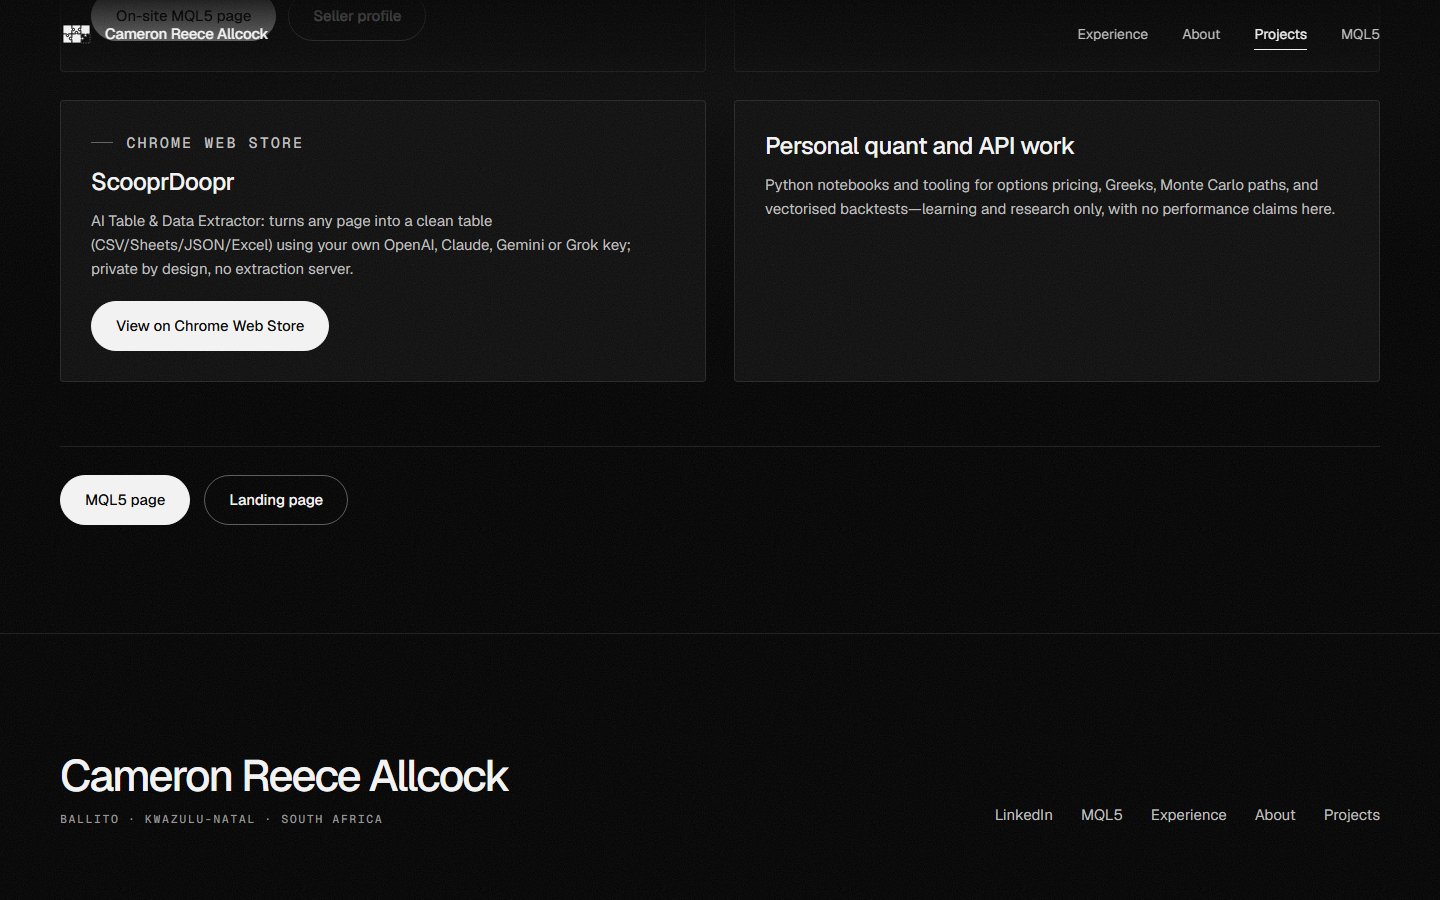 On-site MQL5 page
Seller profile
Cameron Reece Allcock
Experience
About
Projects
MQL5
CHROME WEB STORE
ScooprDoopr
AI Table & Data Extractor: turns any page into a clean table
(CSV/Sheets/JSON/Excel) using your own OpenAI, Claude, Gemini or Grok key;
private by design, no extraction server.
View on Chrome Web Store
Personal quant and API work
Python notebooks and tooling for options pricing, Greeks, Monte Carlo paths, and
vectorised backtests—learning and research only, with no performance claims here.
MQL5 page
Landing page
Cameron Reece Allcock
BALLITO · KWAZULU-NATAL · SOUTH AFRICA
LinkedIn
MQL5
Experience
About
Projects